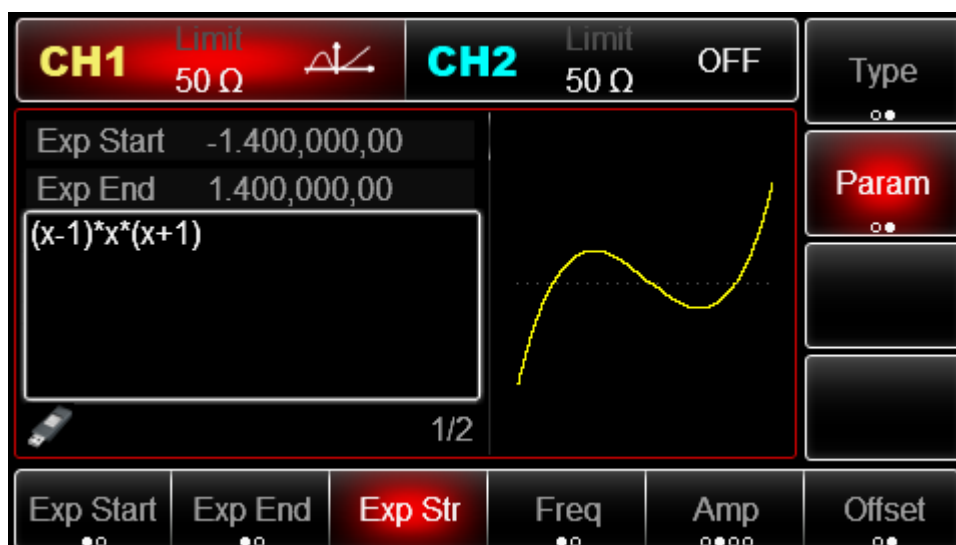 CH1 Limit 50 Ω
CH2 Limit 50 Ω OFF
Type
Exp Start -1.400,000,00
Exp End 1.400,000,00
(x-1)*x*(x+1)
Param
1/2
Exp Start Exp End Exp Str Freq Amp Offset